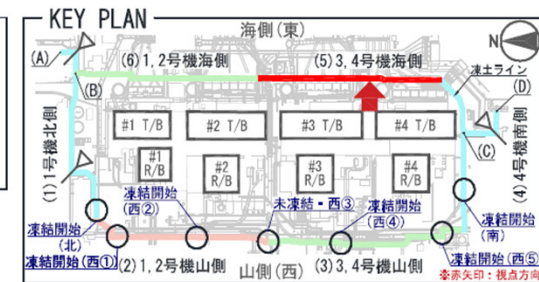 KEY PLAN
海側(東)
N
(A)
(6)1,2号機海側
(5)3,4号機海側
凍土ライン
(B)
(D)
#1 T/B
#2 T/B
#3 T/B
#4 T/B
(1)1号機北側
(C)
(4)4号機南側
#1
R/B
#2
R/B
#3
R/B
#4
R/B
凍結開始
(西②)
未凍結・西③
凍結開始
(西④)
凍結開始
(北)
凍結開始
(南)
凍結開始(西①)
(2)1,2号機山側
山側(西)
(3)3,4号機山側
凍結開始(西⑤)
※赤矢印:視点方向